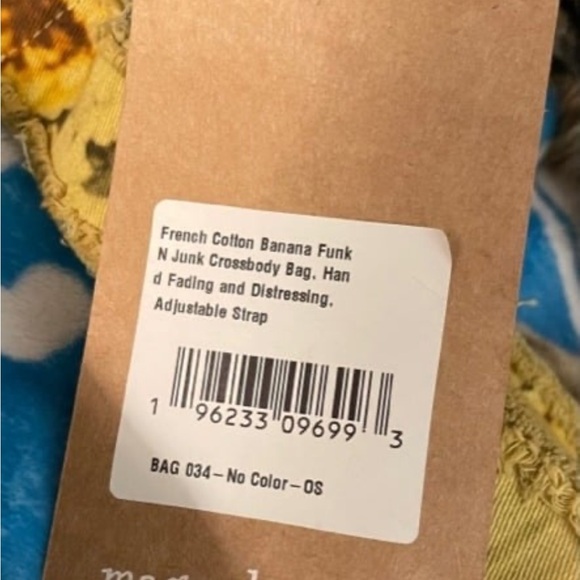 French Cotton Banana Funk
N Junk Crossbody Bag, Han
d Fading and Distressing,
Adjustable Strap
1 96233 09699 3
BAG 034-No Color-OS